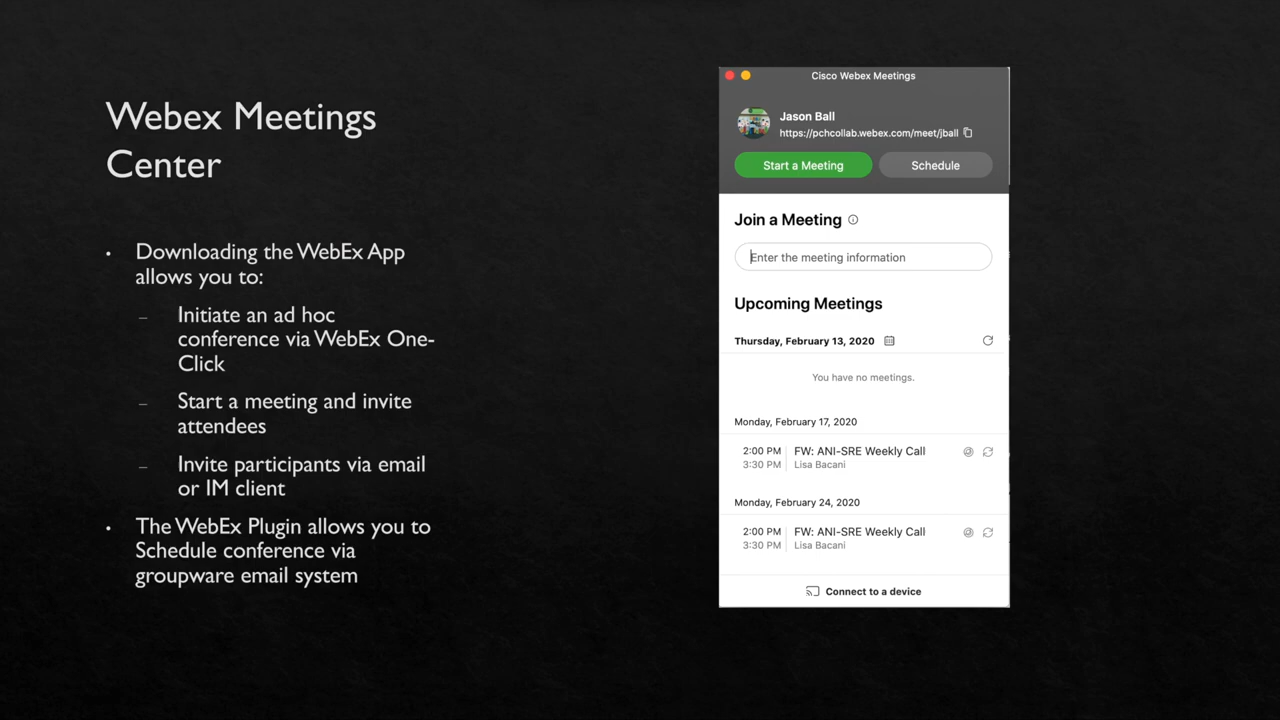 Webex Meetings
Center
• Downloading the WebEx App
allows you to:
– Initiate an ad hoc
conference via WebEx One-
Click
– Start a meeting and invite
attendees
– Invite participants via email
or IM client
• The WebEx Plugin allows you to
Schedule conference via
groupware email system
Cisco Webex Meetings
Jason Ball
https://pchcollab.webex.com/meet/jball
Start a Meeting Schedule
Join a Meeting
Enter the meeting information
Upcoming Meetings
Thursday, February 13, 2020
You have no meetings.
Monday, February 17, 2020
2:00 PM FW: ANI-SRE Weekly Call
3:30 PM Lisa Bacani
Monday, February 24, 2020
2:00 PM FW: ANI-SRE Weekly Call
3:30 PM Lisa Bacani
Connect to a device